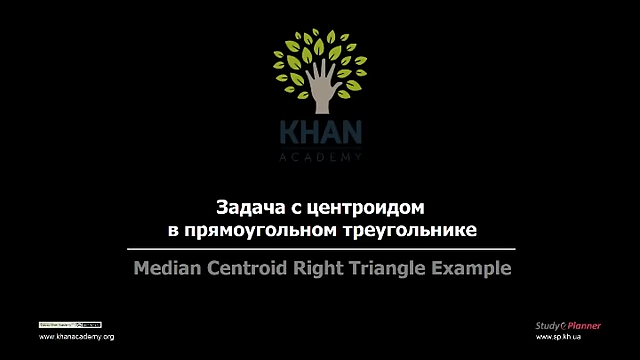 KHAN
ACADEMY
Задача с центроидом
в прямоугольном треугольнике
Median Centroid Right Triangle Example
www.khanacademy.org
Study Planner
www.sp.kh.ua